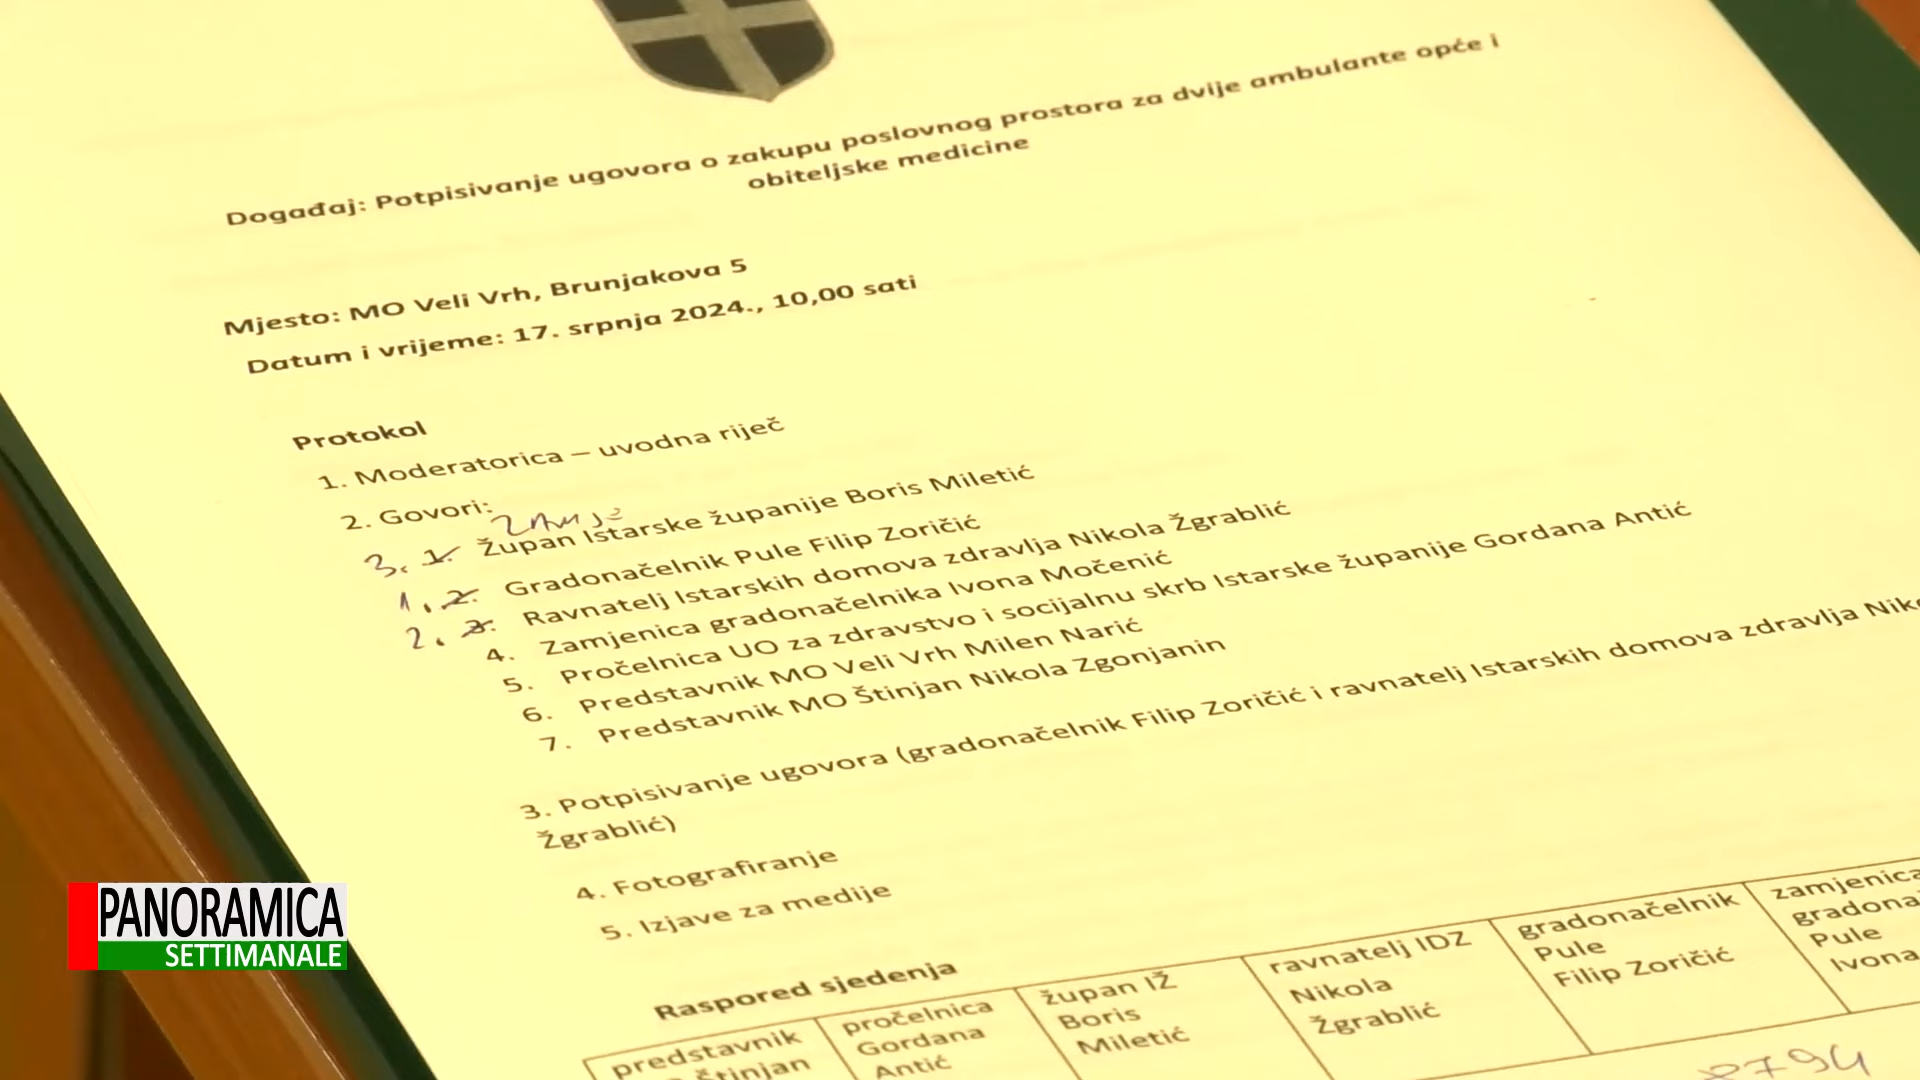 Događaj: Potpisivanje ugovora o zakupu poslovnog prostora za dvije ambulante opće i
obiteljske medicine
Mjesto: MO Veli Vrh, Brunjakova 5
Datum i vrijeme: 17. srpnja 2024., 10,00 sati
Protokol
1. Moderatorica – uvodna riječ
2. Govori:
3. 1. Župan Istarske županije Boris Miletić
1. 2. Gradonačelnik Pule Filip Zoričić
2. 3. Ravnatelj Istarskih domova zdravlja Nikola Žgrablić
4. Zamjenica gradonačelnika Ivona Močenić
5. Pročelnica UO za zdravstvo i socijalnu skrb Istarske županije Gordana Antić
6. Predstavnik MO Veli Vrh Milen Narić
7. Predstavnik MO Štinjan Nikola Zgonjanin
3. Potpisivanje ugovora (gradonačelnik Filip Zoričić i ravnatelj Istarskih domova zdravlja
Žgrablić)
4. Fotografiranje
5. Izjave za medije
Raspored sjedenja
predstavnik
Štinjan
pročelnica
Gordana
Antić
župan IŽ
Boris
Miletić
ravnatelj IDZ
Nikola
Žgrablić
gradonačelnik
Pule
Filip Zoričić
zamjenica
gradona
Pule
Ivona
8794
PANORAMICA
SETTIMANALE